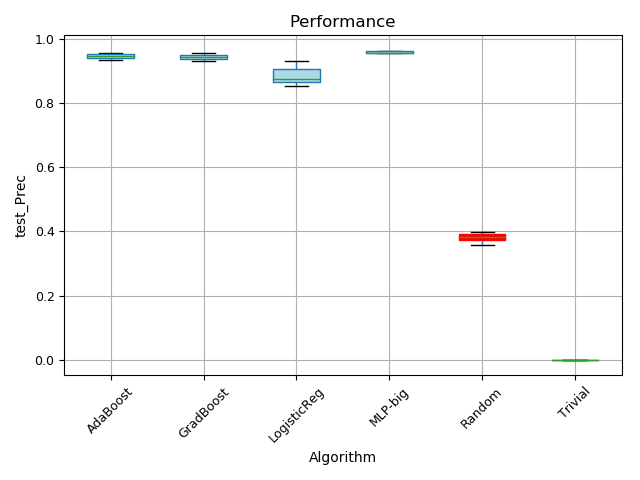 Performance
1.0
0.8
0.6
0.4
0.2
0.0
test_Prec
AdaBoost
GradBoost
LogisticReg
MLP-big
Random
Trivial
Algorithm